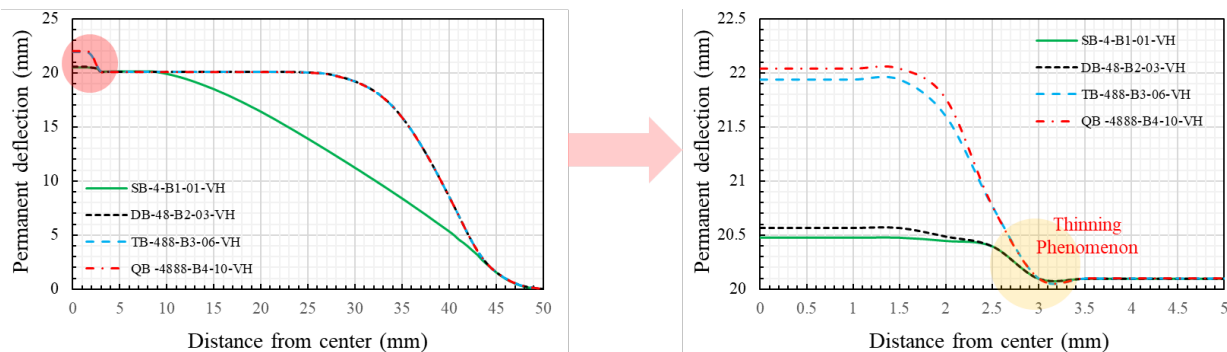 Permanent deflection (mm)
25
20
15
10
5
0
SB-4-B1-01-VH
DB-48-B2-03-VH
TB-488-B3-06-VH
QB -4888-B4-10-VH
0 5 10 15 20 25 30 35 40 45 50
Distance from center (mm)
Permanent deflection (mm)
22.5
22
21.5
21
20.5
20
SB-4-B1-01-VH
DB-48-B2-03-VH
TB-488-B3-06-VH
QB -4888-B4-10-VH
Thinning
Phenomenon
0 0.5 1 1.5 2 2.5 3 3.5 4 4.5 5
Distance from center (mm)